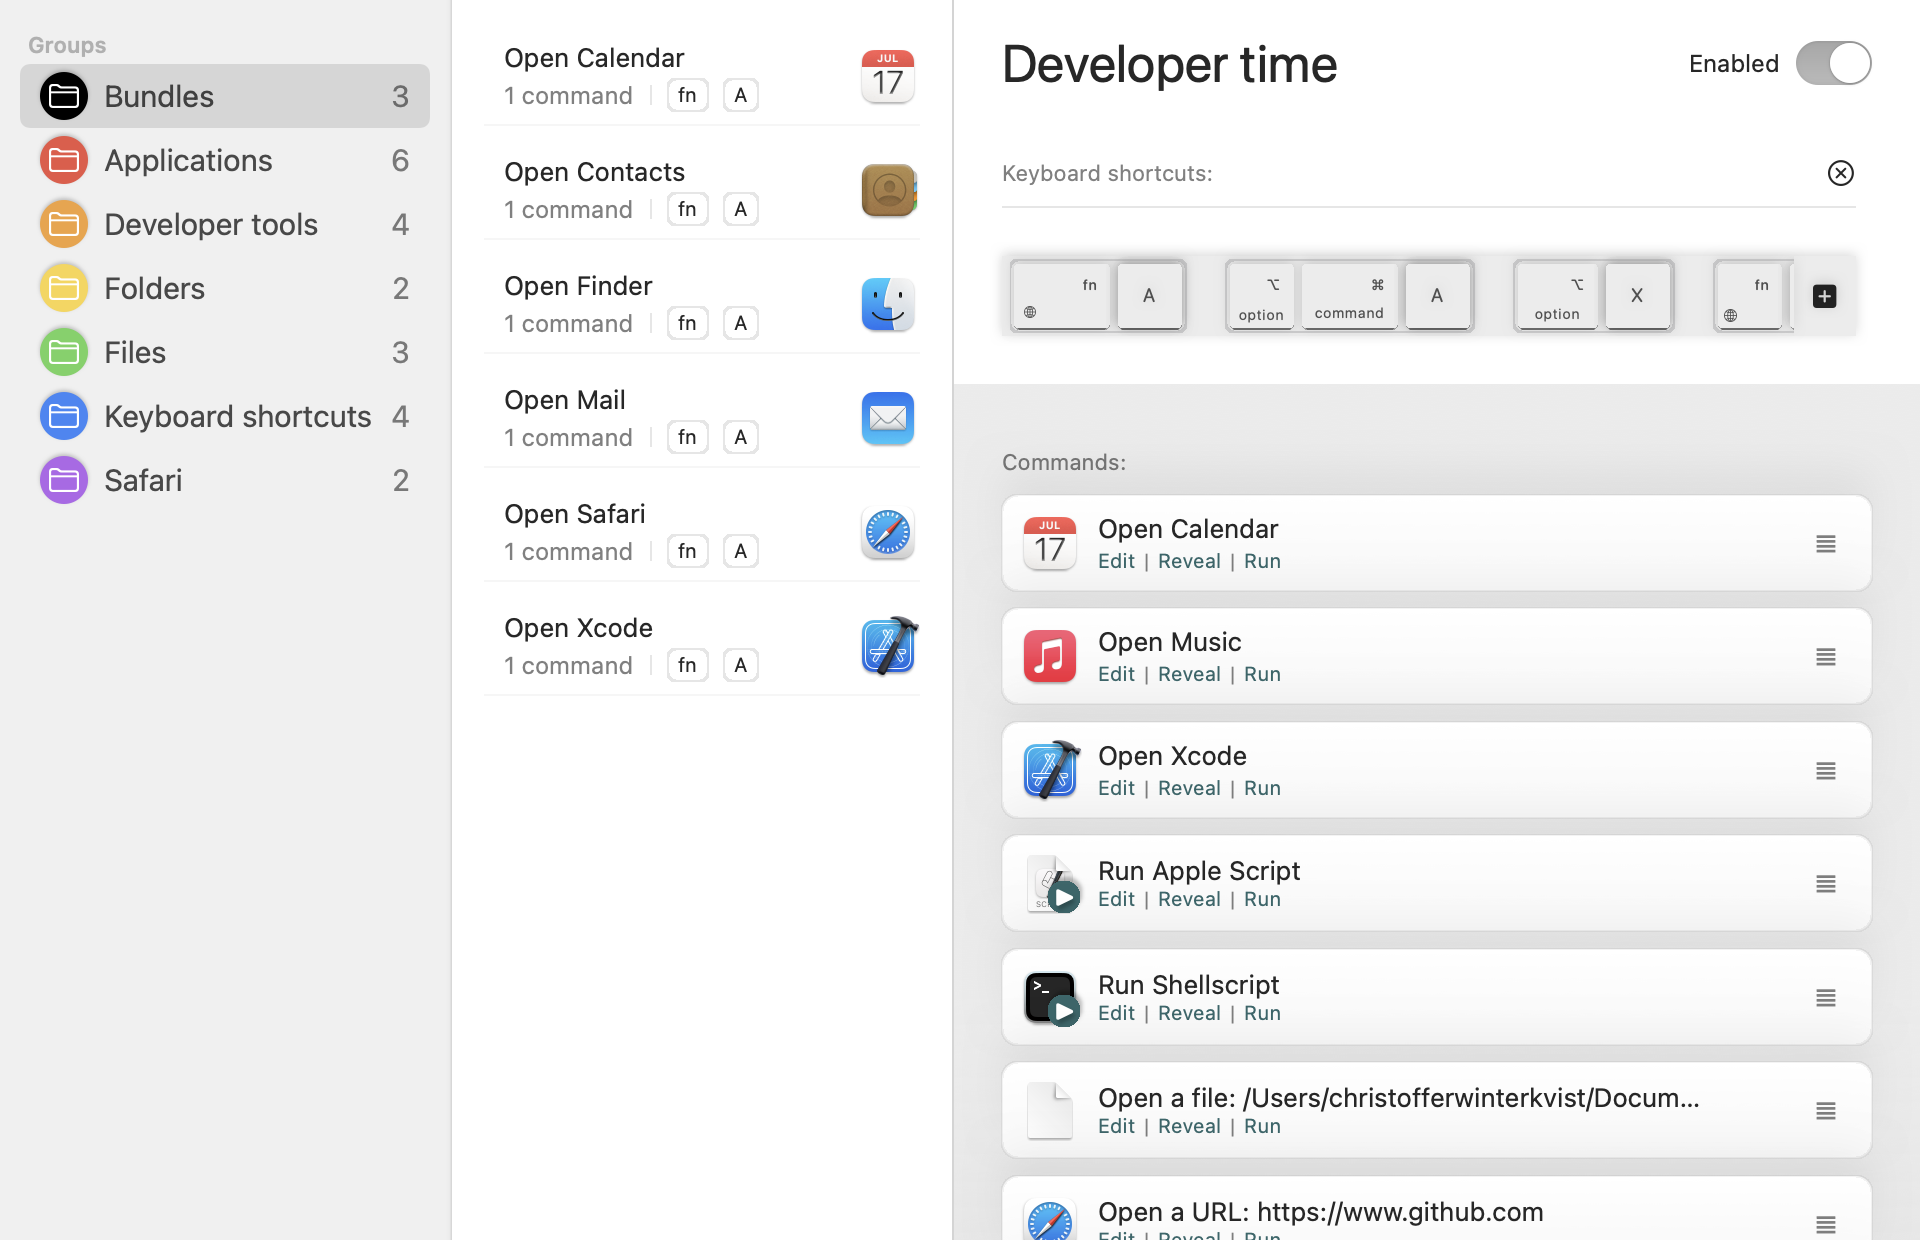 Groups
Bundles 3
Applications 6
Developer tools 4
Folders 2
Files 3
Keyboard shortcuts 4
Safari 2
Open Calendar
1 command fn A
JUL
17
Open Contacts
1 command fn A
Open Finder
1 command fn A
Open Mail
1 command fn A
Open Safari
1 command fn A
Open Xcode
1 command fn A
Developer time
Enabled
Keyboard shortcuts:
fn A
⌥ option ⌘ command A
⌥ option X
fn
Commands:
JUL
17
Open Calendar
Edit | Reveal | Run
Open Music
Edit | Reveal | Run
Open Xcode
Edit | Reveal | Run
Run Apple Script
Edit | Reveal | Run
Run Shellscript
Edit | Reveal | Run
Open a file: /Users/christofferwinterkvist/Docum...
Edit | Reveal | Run
Open a URL: https://www.github.com
Edit | Reveal | Run